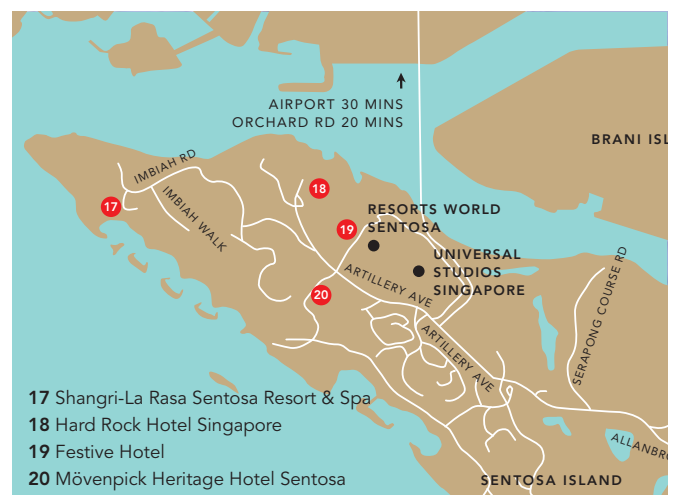 AIRPORT 30 MINS
ORCHARD RD 20 MINS
BRANI ISL
IMBIAH RD
18
17
IMBIAH WALK
RESORTS WORLD
SENTOSA
19
UNIVERSAL
STUDIOS
SINGAPORE
ARTILLERY AVE
20
SERAPONG COURSE RD
ARTILLERY AVE
17 Shangri-La Rasa Sentosa Resort & Spa
18 Hard Rock Hotel Singapore
19 Festive Hotel
20 Mövenpick Heritage Hotel Sentosa
ALLANBR
SENTOSA ISLAND